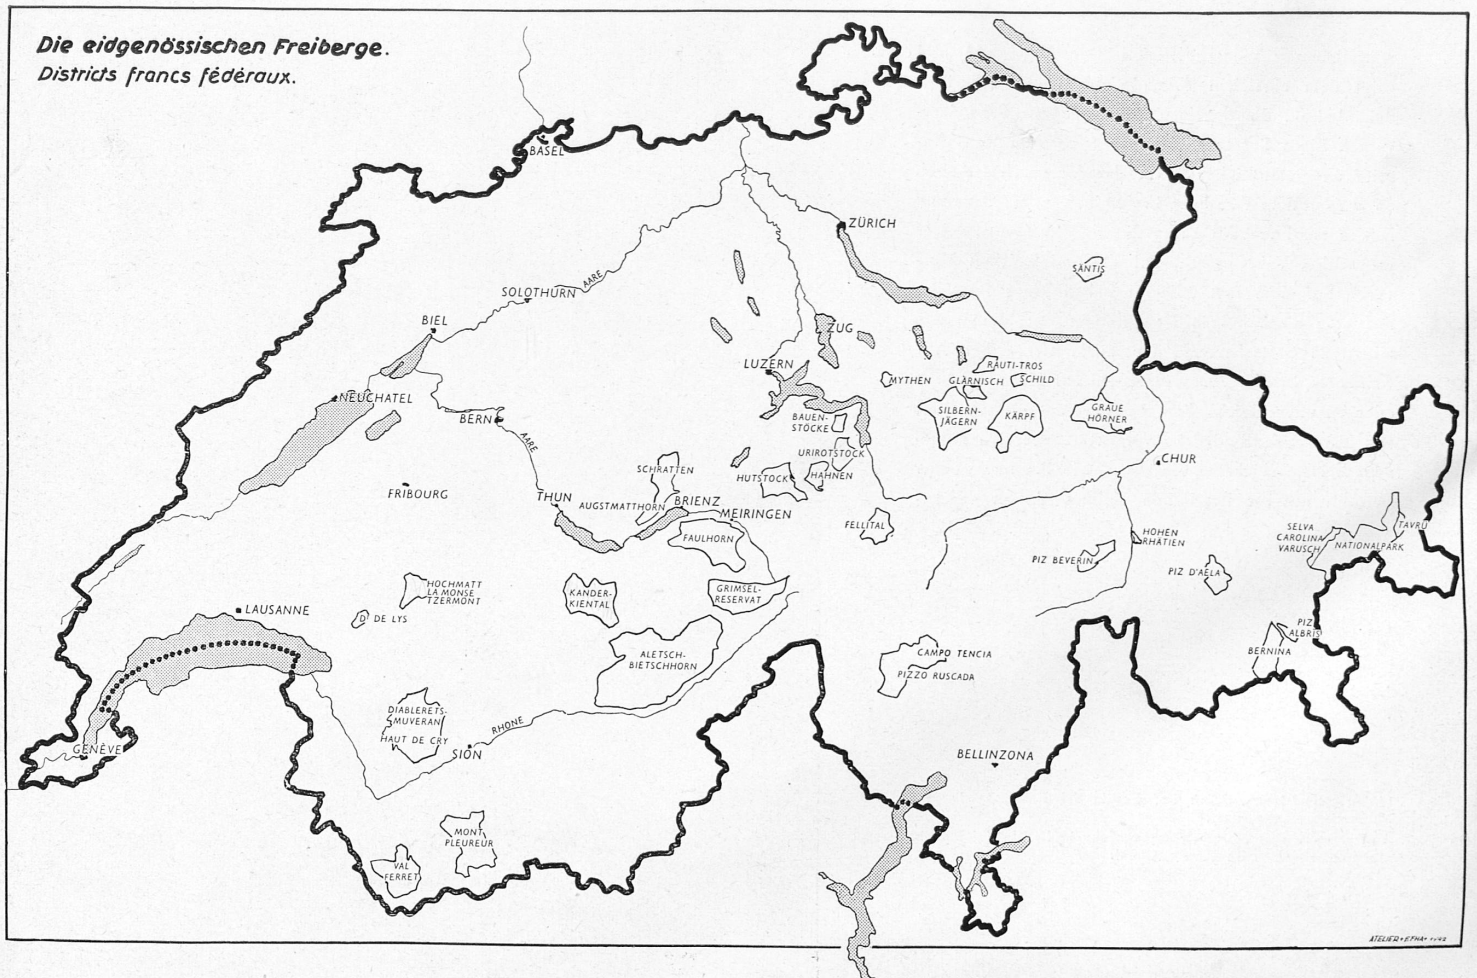 Die eidgenössischen Freiberge.
Districts francs fédéraux.
BASEL
ZÜRICH
SÄNTIS
AARE
SOLOTHURN
BIEL
ZUG
LUZERN
RAUTI-TROS
MYTHEN
GLÄRNISCH
SCHILD
NEUCHATEL
BERN
AARE
BAUEN-
STÖCKE
SILBERN-
JÄGERN
KÄRPF
GRAUE
HÖRNER
URIROTSTOCK
CHUR
SCHRATTEN
HUTSTOCK
HAHNEN
FRIBOURG
THUN
AUGSTMATTHORN
BRIENZ
MEIRINGEN
FELLITAL
FAULHORN
HOHEN
RHÄTIEN
SELVA
CAROLINA
VARUSCH
TAVRÜ
NATIONALPARK
PIZ BEVERIN
PIZ D'AELA
HOCHMATT
LA MONSE
TZERMONT
D! DE LYS
KANDER-
KIENTAL
GRIMSEL-
RESERVAT
LAUSANNE
PIZ
ALBRIS
BERNINA
ALETSCH-
BIETSCHHORN
CAMPO TENCIA
PIZZO RUSCADA
DIABLERETS-
MUVERAN
HAUT DE CRY
RHONE
SION
GENÈVE
BELLINZONA
MONT
PLEUREUR
VAL
FERRET
ATELIER